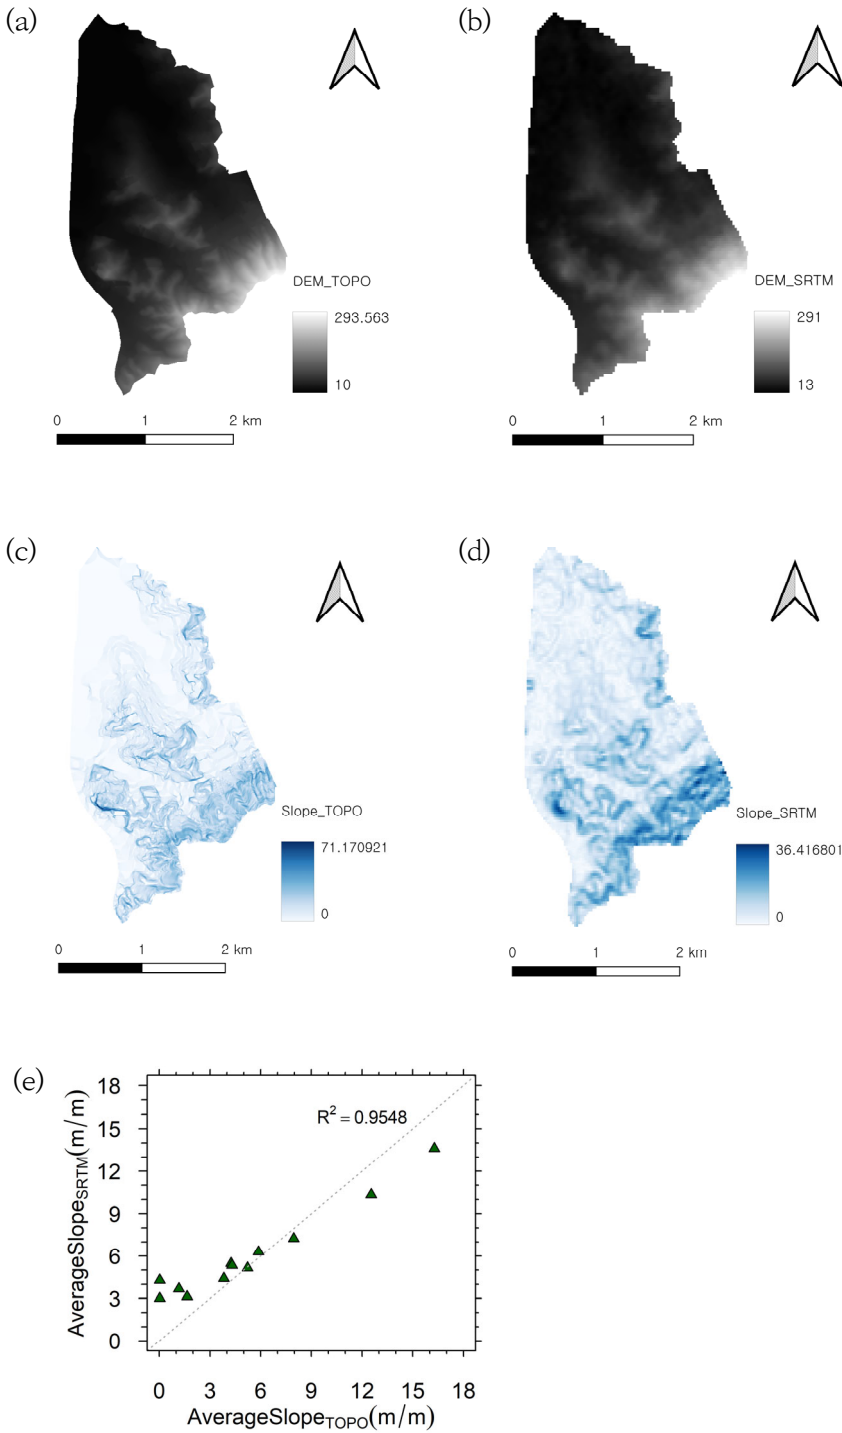 (a)
DEM_TOPO
293.563
10
0 1 2 km
(b)
DEM_SRTM
291
13
0 1 2 km
(c)
Slope_TOPO
71.170921
0
0 1 2 km
(d)
Slope_SRTM
36.416801
0
0 1 2 km
(e)
R2 = 0.9548
AverageSlopeSRTM(m/m)
18
15
12
9
6
3
0
0 3 6 9 12 15 18
AverageSlopeTOPO(m/m)